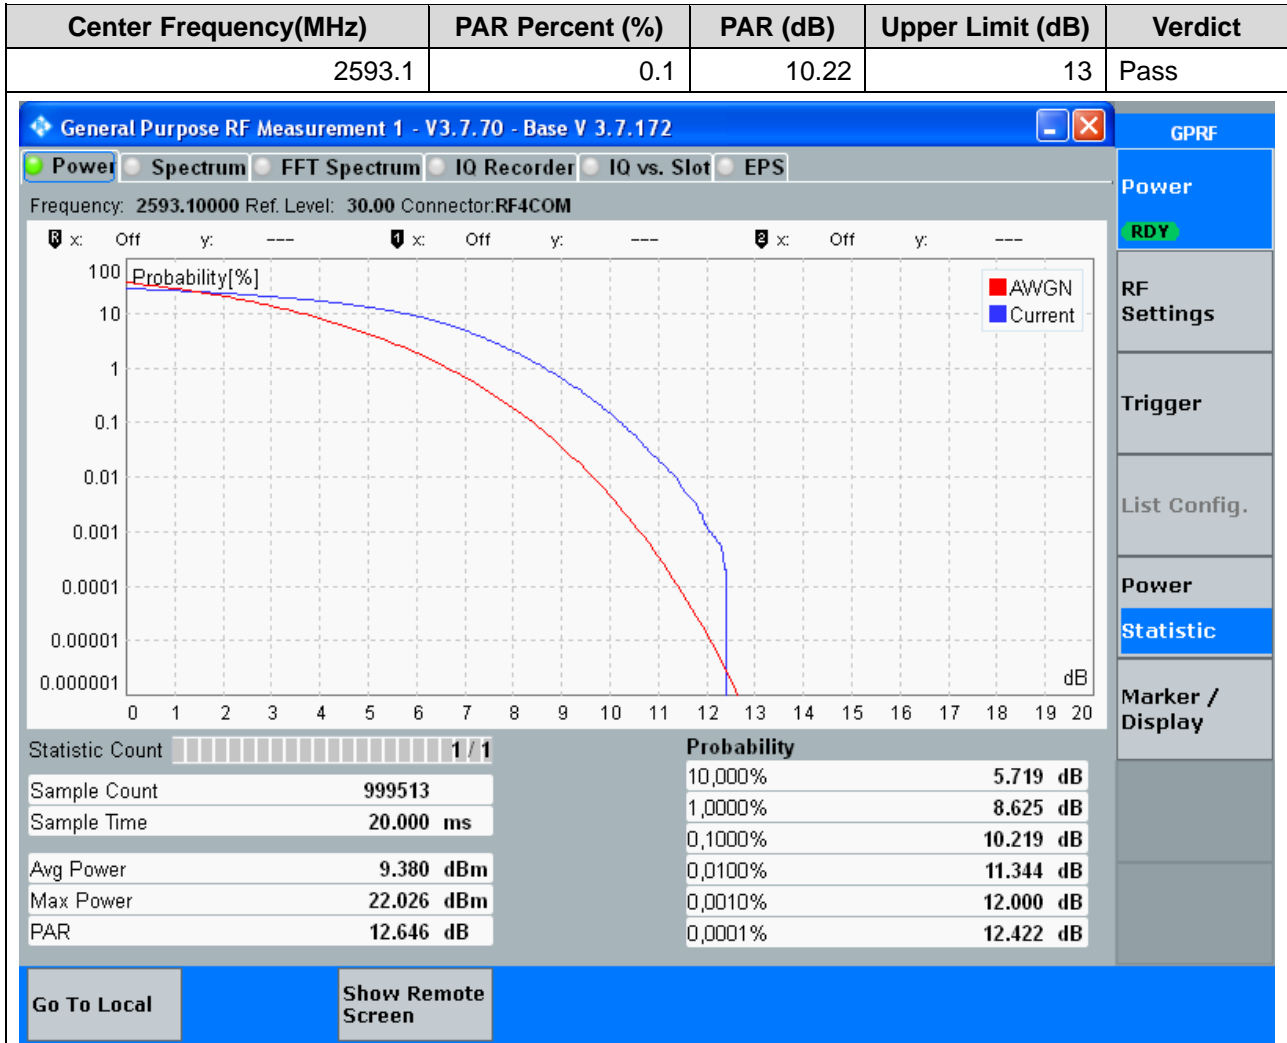 Center Frequency(MHz) PAR Percent (%) PAR (dB) Upper Limit (dB) Verdict
2593.1 0.1 10.22 13 Pass
General Purpose RF Measurement 1 - V3.7.70 - Base V 3.7.172
GPRF
Power Spectrum FFT Spectrum IQ Recorder IQ vs. Slot EPS
Frequency: 2593.10000 Ref. Level: 30.00 Connector:RF4COM
R x: Off y: --- 1 x: Off y: --- 2 x: Off y: ---
Probability[%]
100
10
1
0.1
0.01
0.001
0.0001
0.00001
0.000001
AWGN
Current
dB
0 1 2 3 4 5 6 7 8 9 10 11 12 13 14 15 16 17 18 19 20
Statistic Count 1 / 1
Sample Count 999513
Sample Time 20.000 ms
Avg Power 9.380 dBm
Max Power 22.026 dBm
PAR 12.646 dB
Probability
10,000% 5.719 dB
1,0000% 8.625 dB
0,1000% 10.219 dB
0,0100% 11.344 dB
0,0010% 12.000 dB
0,0001% 12.422 dB
Power
RDY
RF
Settings
Trigger
List Config.
Power
Statistic
Marker /
Display
Go To Local
Show Remote
Screen